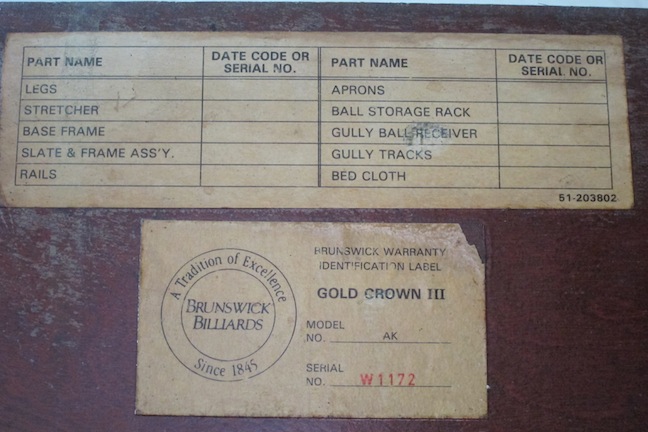 PART NAME DATE CODE OR SERIAL NO. PART NAME DATE CODE OR SERIAL NO.
LEGS APRONS
STRETCHER BALL STORAGE RACK
BASE FRAME GULLY BALL RECEIVER
SLATE & FRAME ASS'Y. GULLY TRACKS
RAILS BED CLOTH
51-203802
A Tradition of Excellence
BRUNSWICK
BILLIARDS
Since 1845
BRUNSWICK WARRANTY
IDENTIFICATION LABEL
GOLD CROWN III
MODEL
NO. AK
SERIAL
NO. W1172